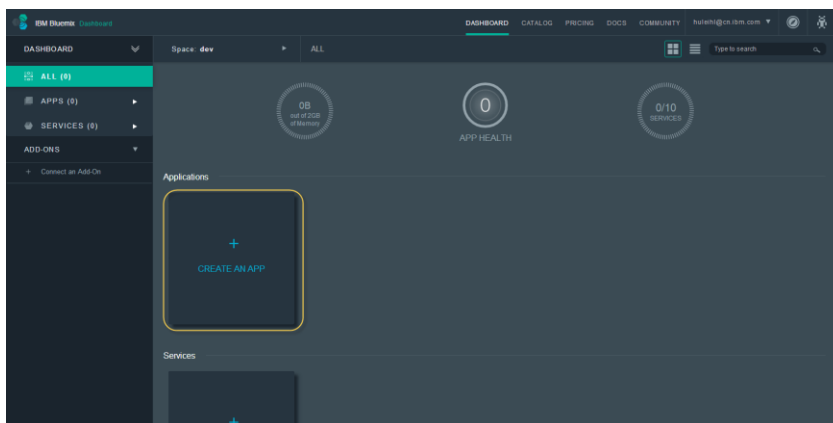 IBM Bluemix Dashboard
DASHBOARD CATALOG PRICING DOCS COMMUNITY huleihl@cn.ibm.com
DASHBOARD
Space: dev
ALL
Type to search
ALL (0)
APPS (0)
SERVICES (0)
ADD-ONS
+ Connect an Add-On
0B
out of 2GB
of Memory
0
APP HEALTH
0/10
SERVICES
Applications
+
CREATE AN APP
Services
+